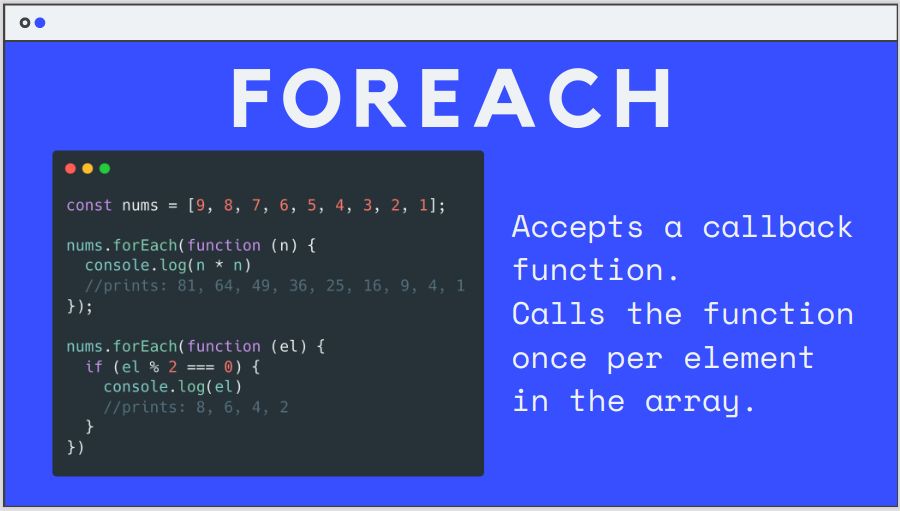 FOREACH
const nums = [9, 8, 7, 6, 5, 4, 3, 2, 1];
nums.forEach(function (n) {
  console.log(n * n)
  //prints: 81, 64, 49, 36, 25, 16, 9, 4, 1
});
nums.forEach(function (el) {
  if (el % 2 === 0) {
    console.log(el)
    //prints: 8, 6, 4, 2
  }
})
Accepts a callback
function.
Calls the function
once per element
in the array.